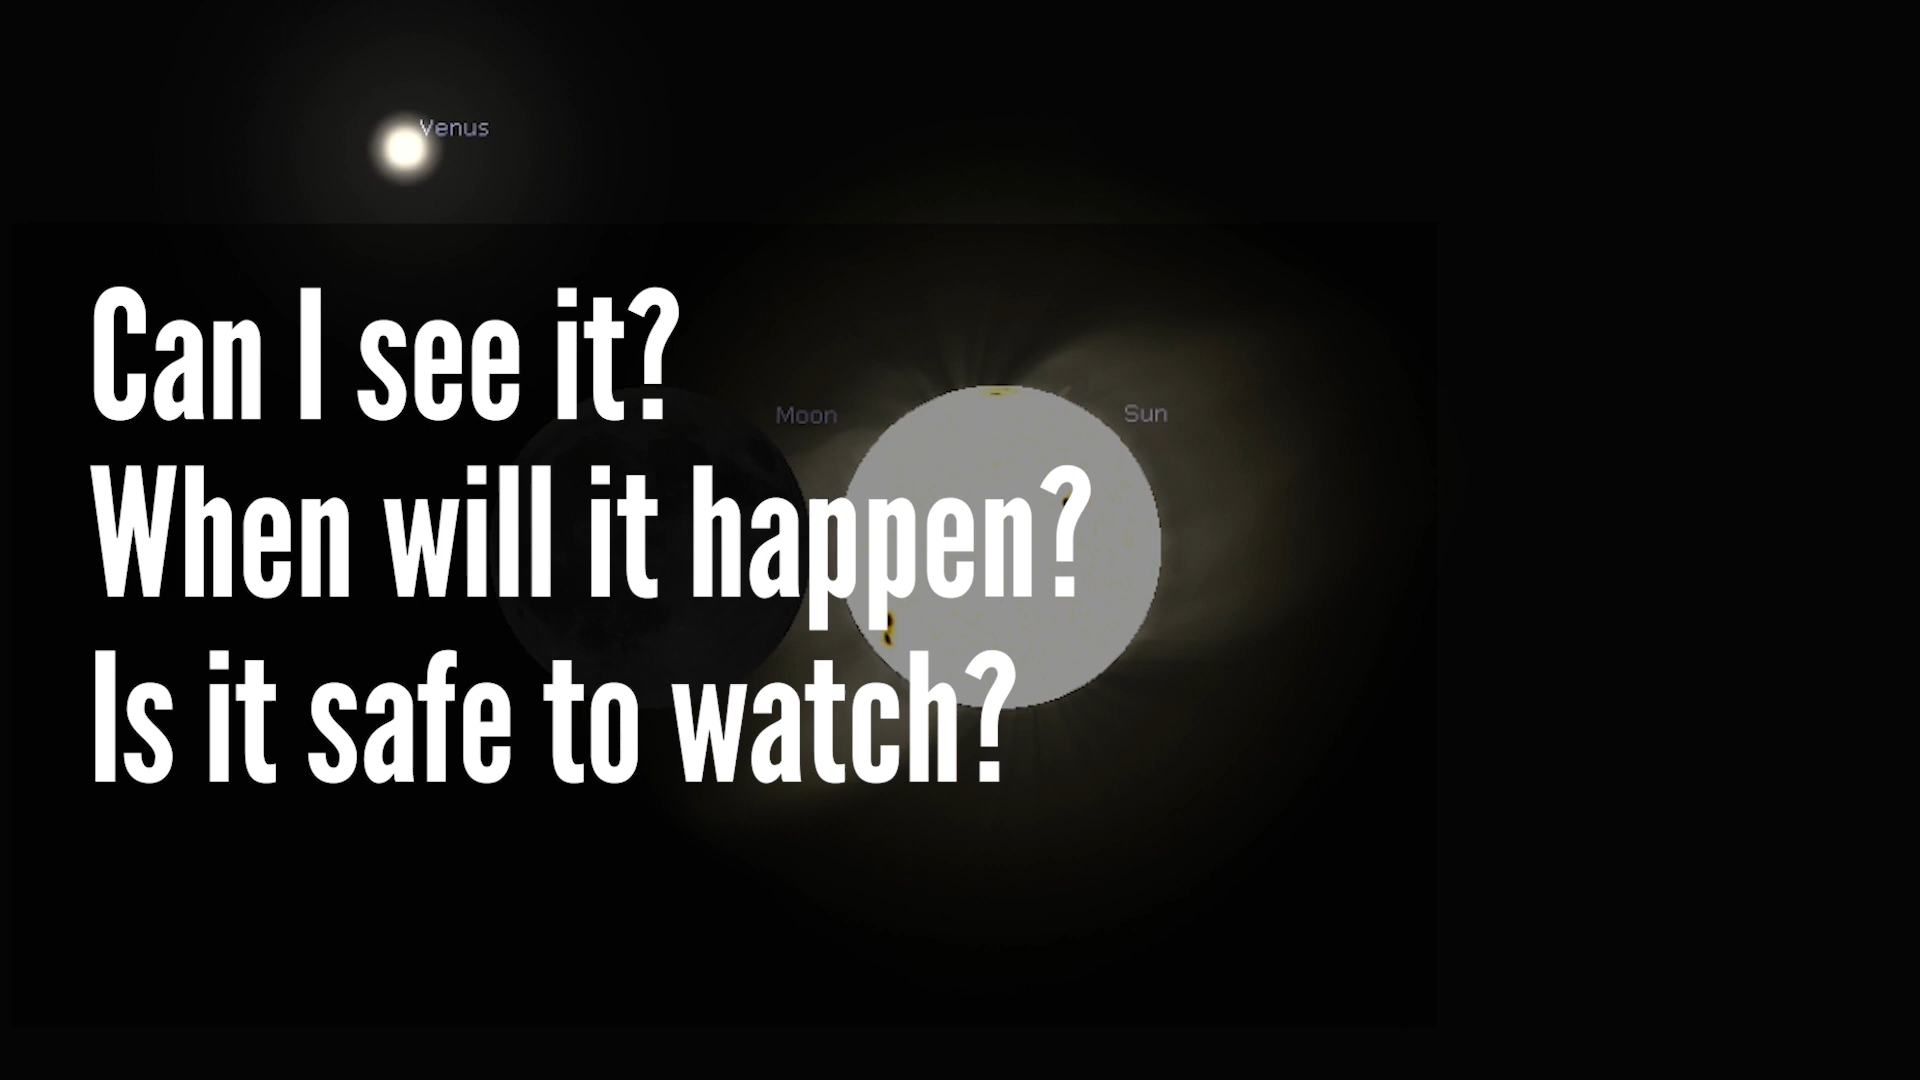 Venus
Can I see it?
Moon
Sun
When will it happen?
Is it safe to watch?